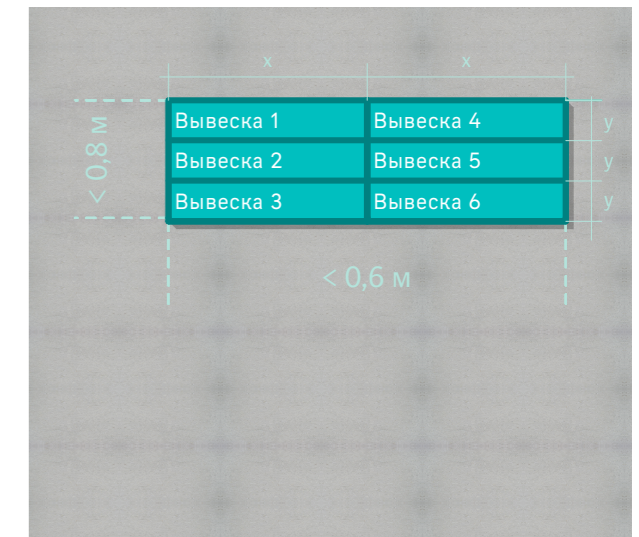 x x
Вывеска 1 Вывеска 4 y
Вывеска 2 Вывеска 5 y
Вывеска 3 Вывеска 6 y
< 0,8 м
< 0,6 м